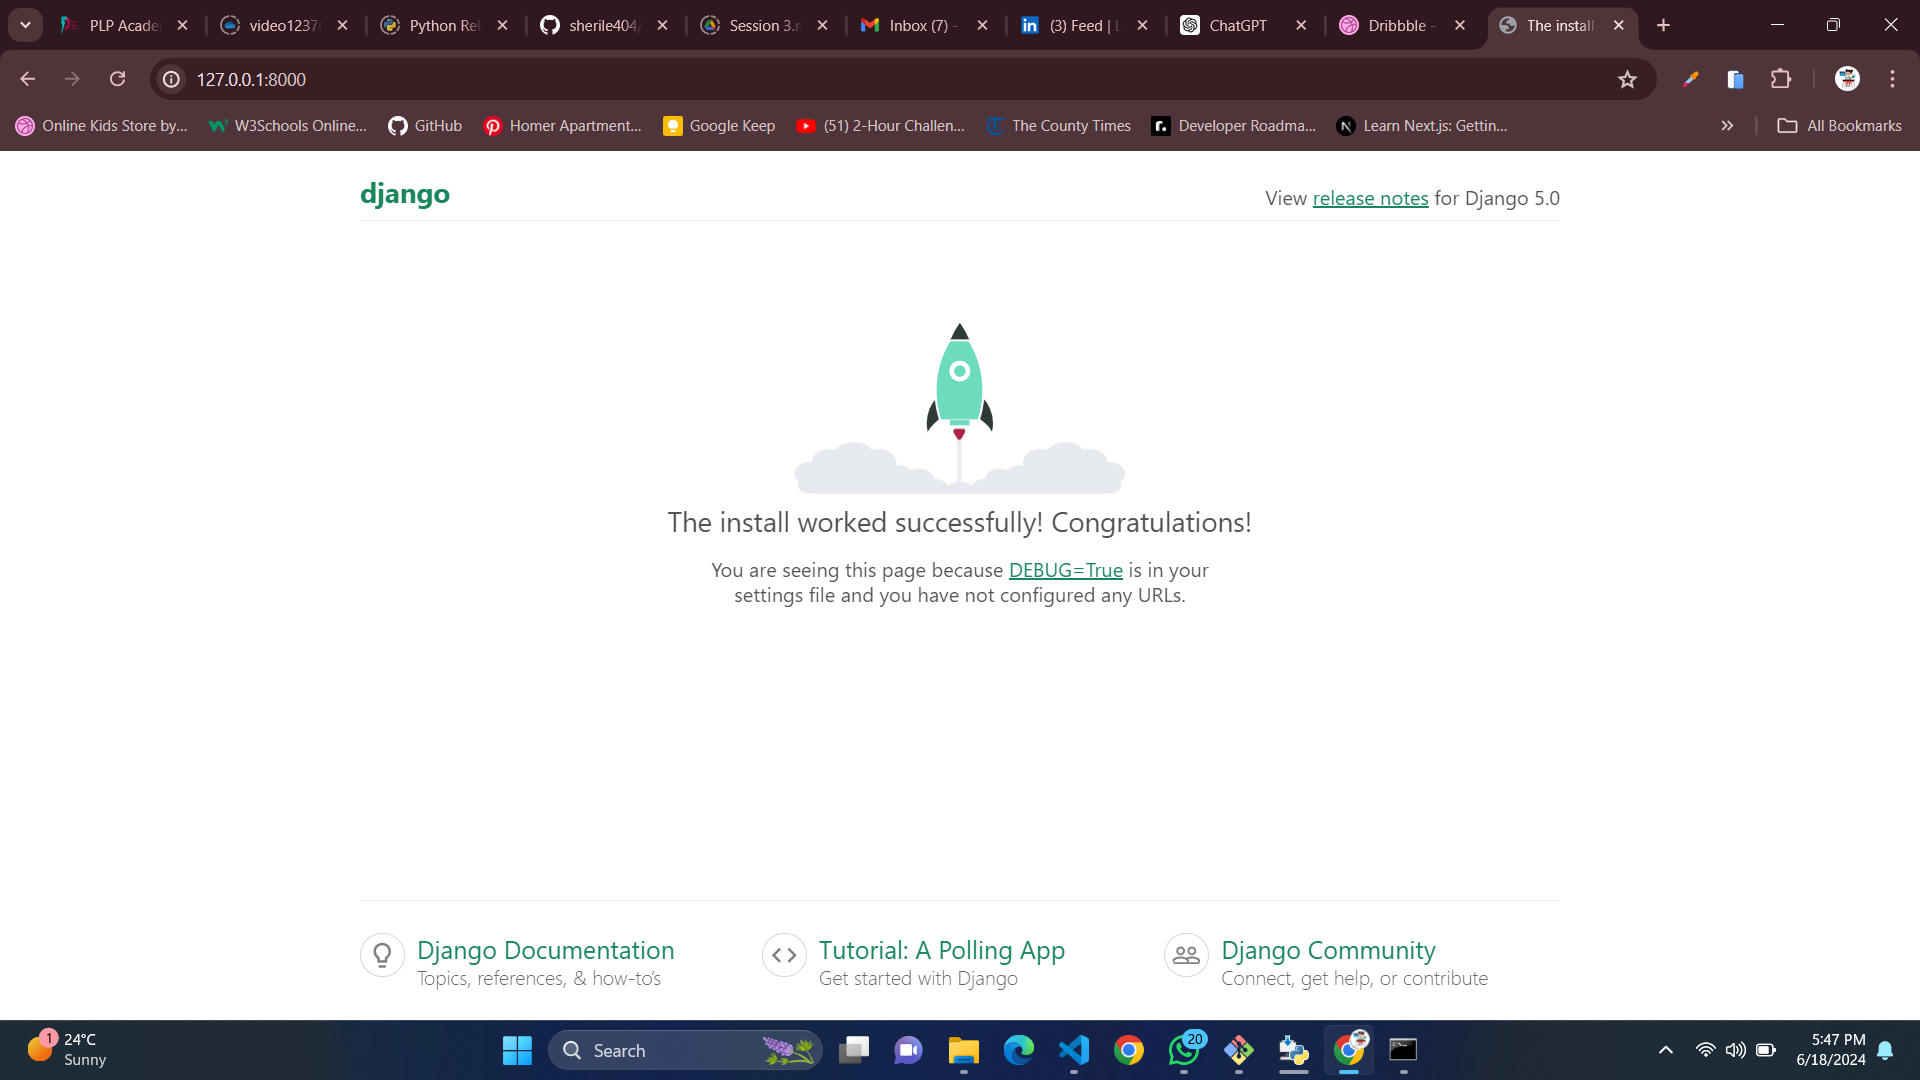 PLP Acade
video1237
Python Rel
sherile404/
Session 3.m
Inbox (7) -
(3) Feed | L
ChatGPT
Dribbble -
The install
127.0.0.1:8000
Online Kids Store by...
W3Schools Online...
GitHub
Homer Apartment...
Google Keep
(51) 2-Hour Challen...
The County Times
Developer Roadma...
Learn Next.js: Gettin...
All Bookmarks
django
View release notes for Django 5.0
The install worked successfully! Congratulations!
You are seeing this page because DEBUG=True is in your
settings file and you have not configured any URLs.
Django Documentation
Topics, references, & how-to's
Tutorial: A Polling App
Get started with Django
Django Community
Connect, get help, or contribute
1
24°C
Sunny
Search
20
5:47 PM
6/18/2024